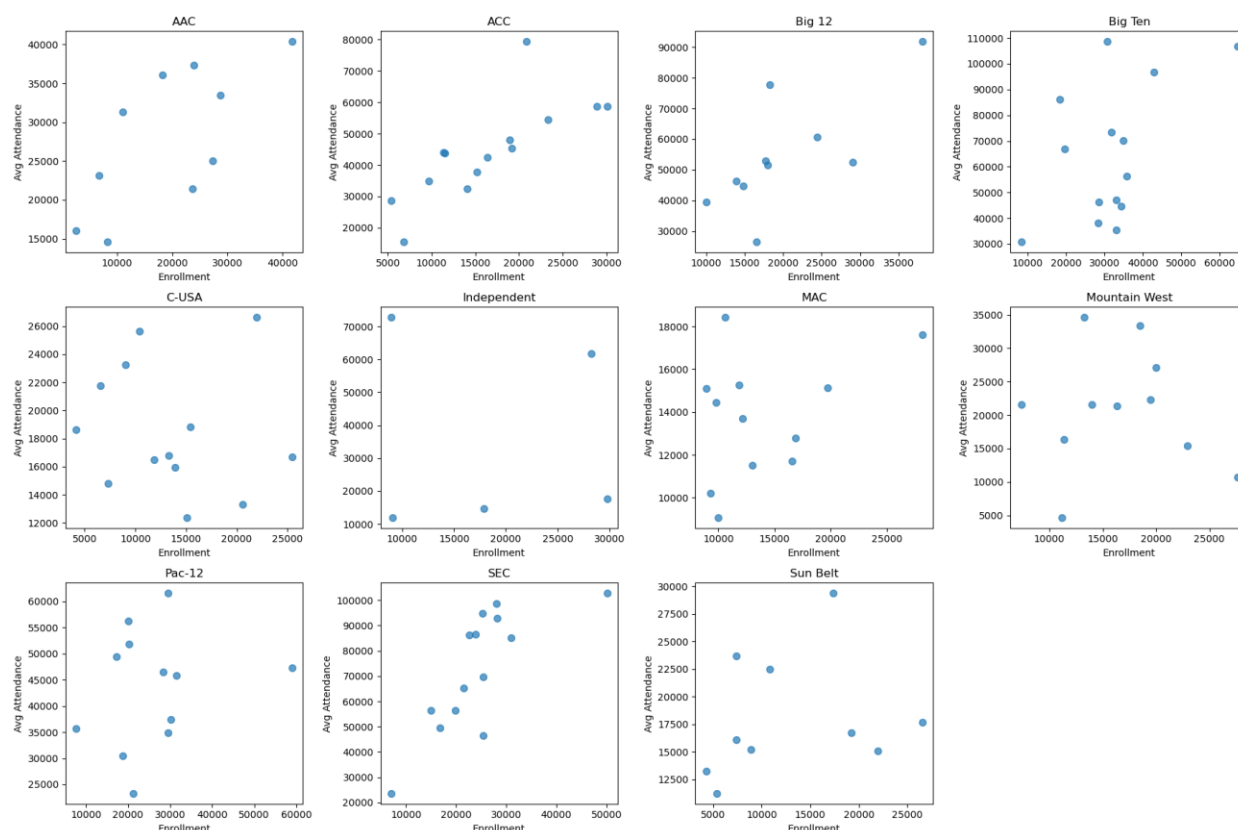 AAC
Avg Attendance
40000
35000
30000
25000
20000
15000
10000 20000 30000 40000
Enrollment
ACC
Avg Attendance
80000
70000
60000
50000
40000
30000
20000
5000 10000 15000 20000 25000 30000
Enrollment
Big 12
Avg Attendance
90000
80000
70000
60000
50000
40000
30000
10000 15000 20000 25000 30000 35000
Enrollment
Big Ten
Avg Attendance
110000
100000
90000
80000
70000
60000
50000
40000
30000
10000 20000 30000 40000 50000 60000
Enrollment
C-USA
Avg Attendance
26000
24000
22000
20000
18000
16000
14000
12000
5000 10000 15000 20000 25000
Enrollment
Independent
Avg Attendance
70000
60000
50000
40000
30000
20000
10000
10000 15000 20000 25000 30000
Enrollment
MAC
Avg Attendance
18000
16000
14000
12000
10000
10000 15000 20000 25000
Enrollment
Mountain West
Avg Attendance
35000
30000
25000
20000
15000
10000
5000
10000 15000 20000 25000
Enrollment
Pac-12
Avg Attendance
60000
55000
50000
45000
40000
35000
30000
25000
10000 20000 30000 40000 50000 60000
Enrollment
SEC
Avg Attendance
100000
90000
80000
70000
60000
50000
40000
30000
20000
10000 20000 30000 40000 50000
Enrollment
Sun Belt
Avg Attendance
30000
27500
25000
22500
20000
17500
15000
12500
5000 10000 15000 20000 25000
Enrollment